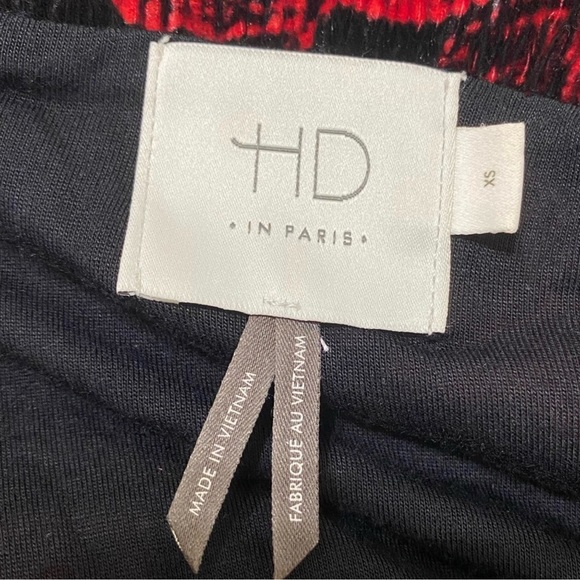 HD
IN PARIS
XS
MADE IN VIETNAM
FABRIQUÉ AU VIETNAM